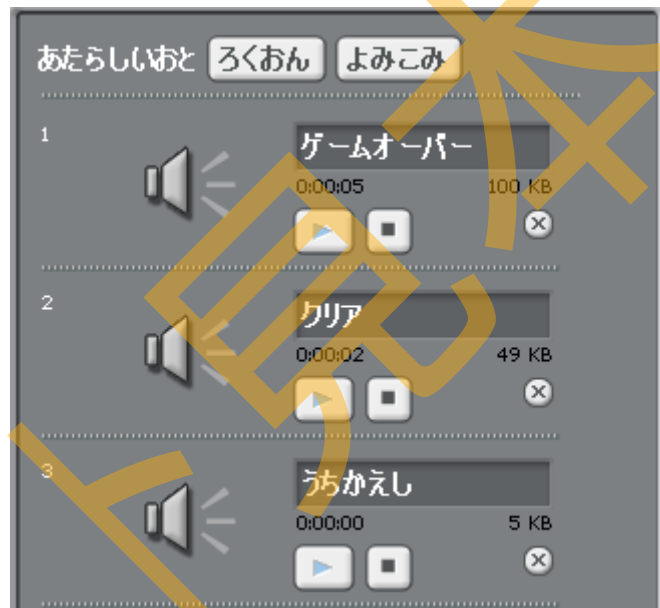 あたらしいおと ろくおん よみこみ
1
ゲームオーバー
0:00:05 100 KB
2
クリア
0:00:02 49 KB
3
うちかえし
0:00:00 5 KB